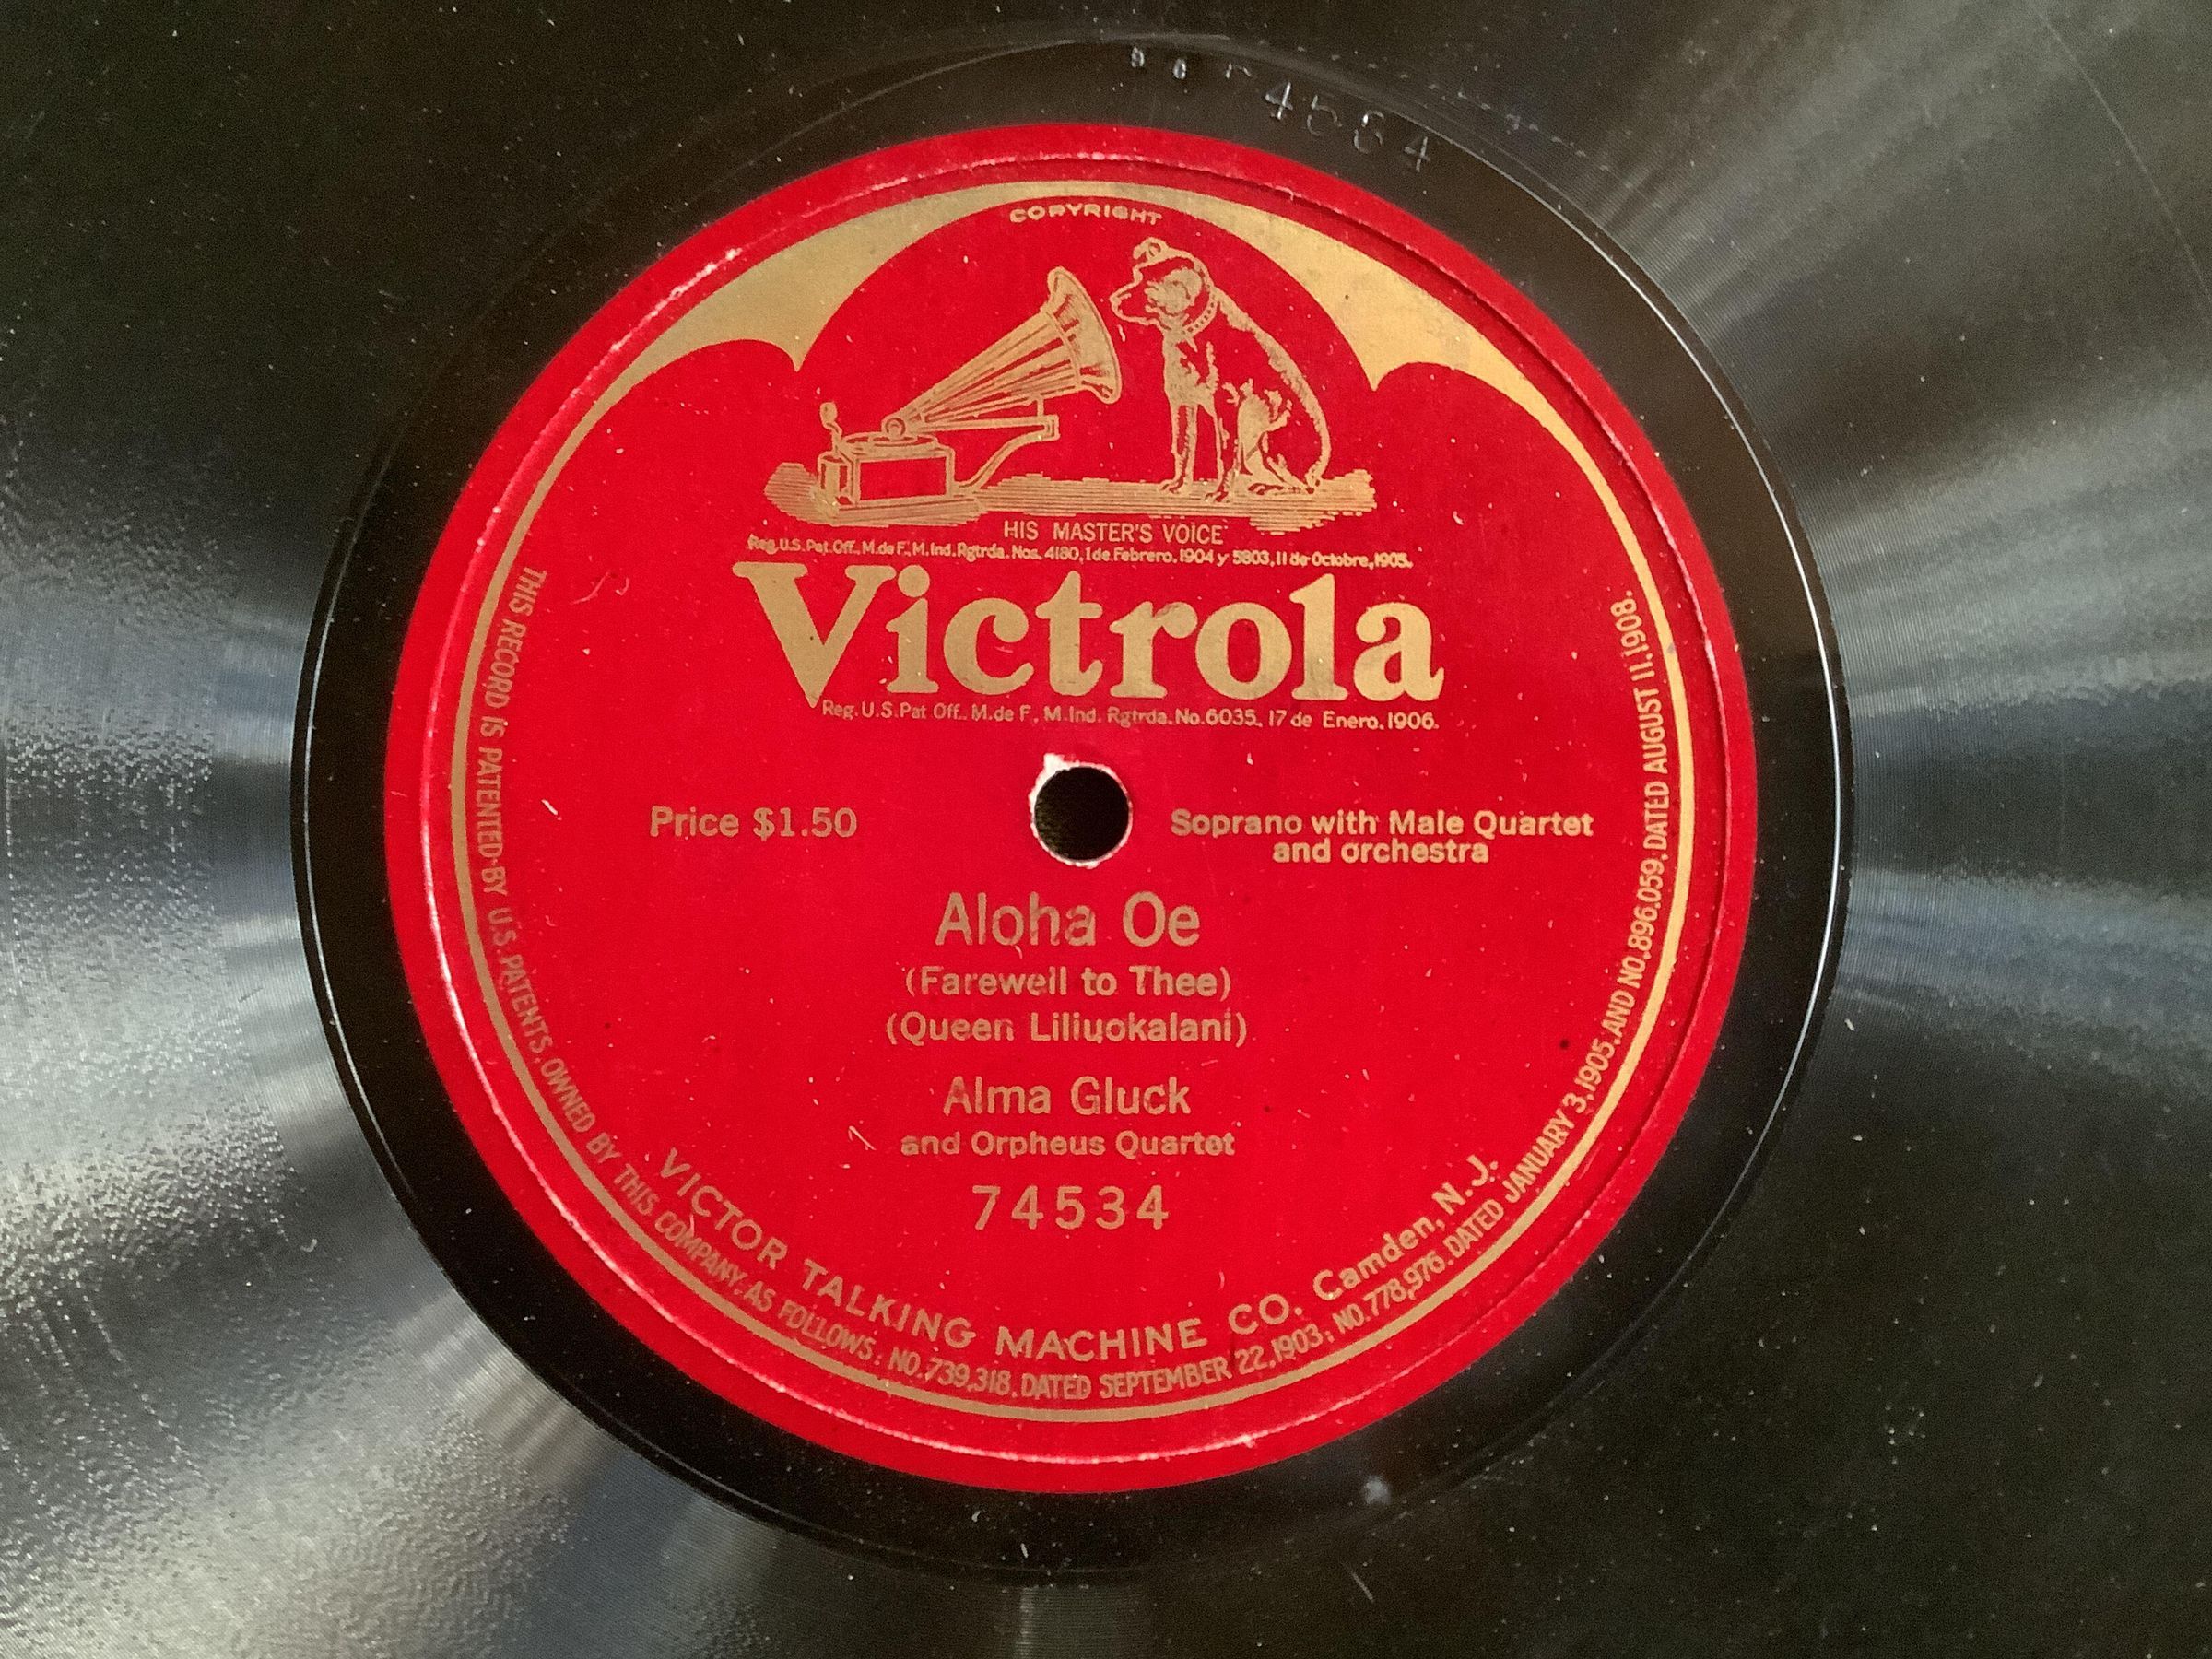 4534
COPYRIGHT
HIS MASTER'S VOICE
Reg. U.S. Pat. Off., M. de F., M. Ind. Rgtrda. Nos. 4180, 1 de Febrero, 1904 y 5803, 11 de Octobre, 1905.
Victrola
Reg. U.S. Pat Off. M. de F., M. Ind. Rgtrda. No. 6035, 17 de Enero, 1906.
Price $1.50
Soprano with Male Quartet
and orchestra
Aloha Oe
(Farewell to Thee)
(Queen Liliuokalani)
Alma Gluck
and Orpheus Quartet
74534
VICTOR TALKING MACHINE CO. Camden, N. J.
THIS RECORD IS PATENTED BY U.S. PATENTS, OWNED BY THIS COMPANY, AS FOLLOWS: NO. 739,318, DATED SEPTEMBER 22, 1903; NO. 778,976, DATED JANUARY 3, 1905, AND NO. 896,059, DATED AUGUST 11, 1908.